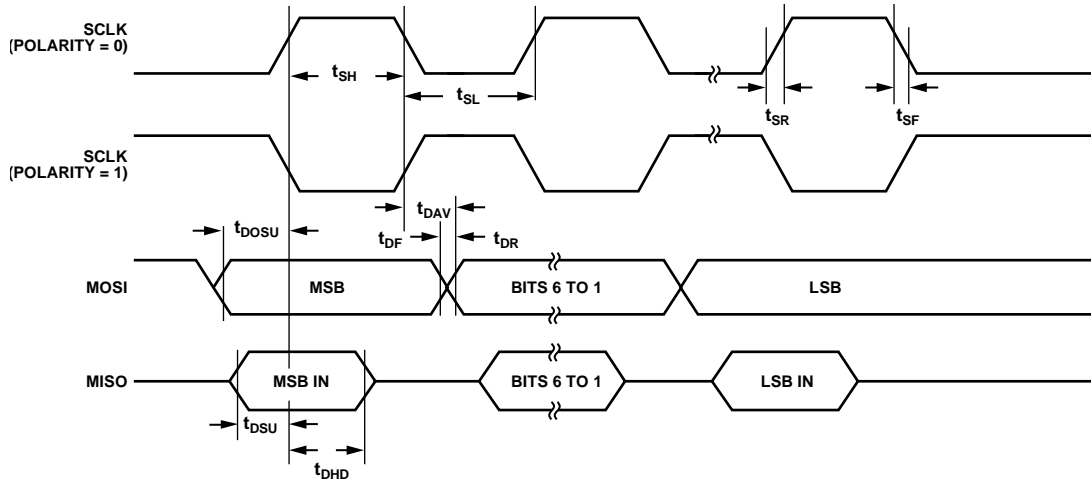 SCLK
(POLARITY = 0)
tSH
tSL
tSR
tSF
SCLK
(POLARITY = 1)
tDAV
tDOSU
tDF
tDR
MOSI
MSB
BITS 6 TO 1
LSB
MISO
MSB IN
BITS 6 TO 1
LSB IN
tDSU
tDHD